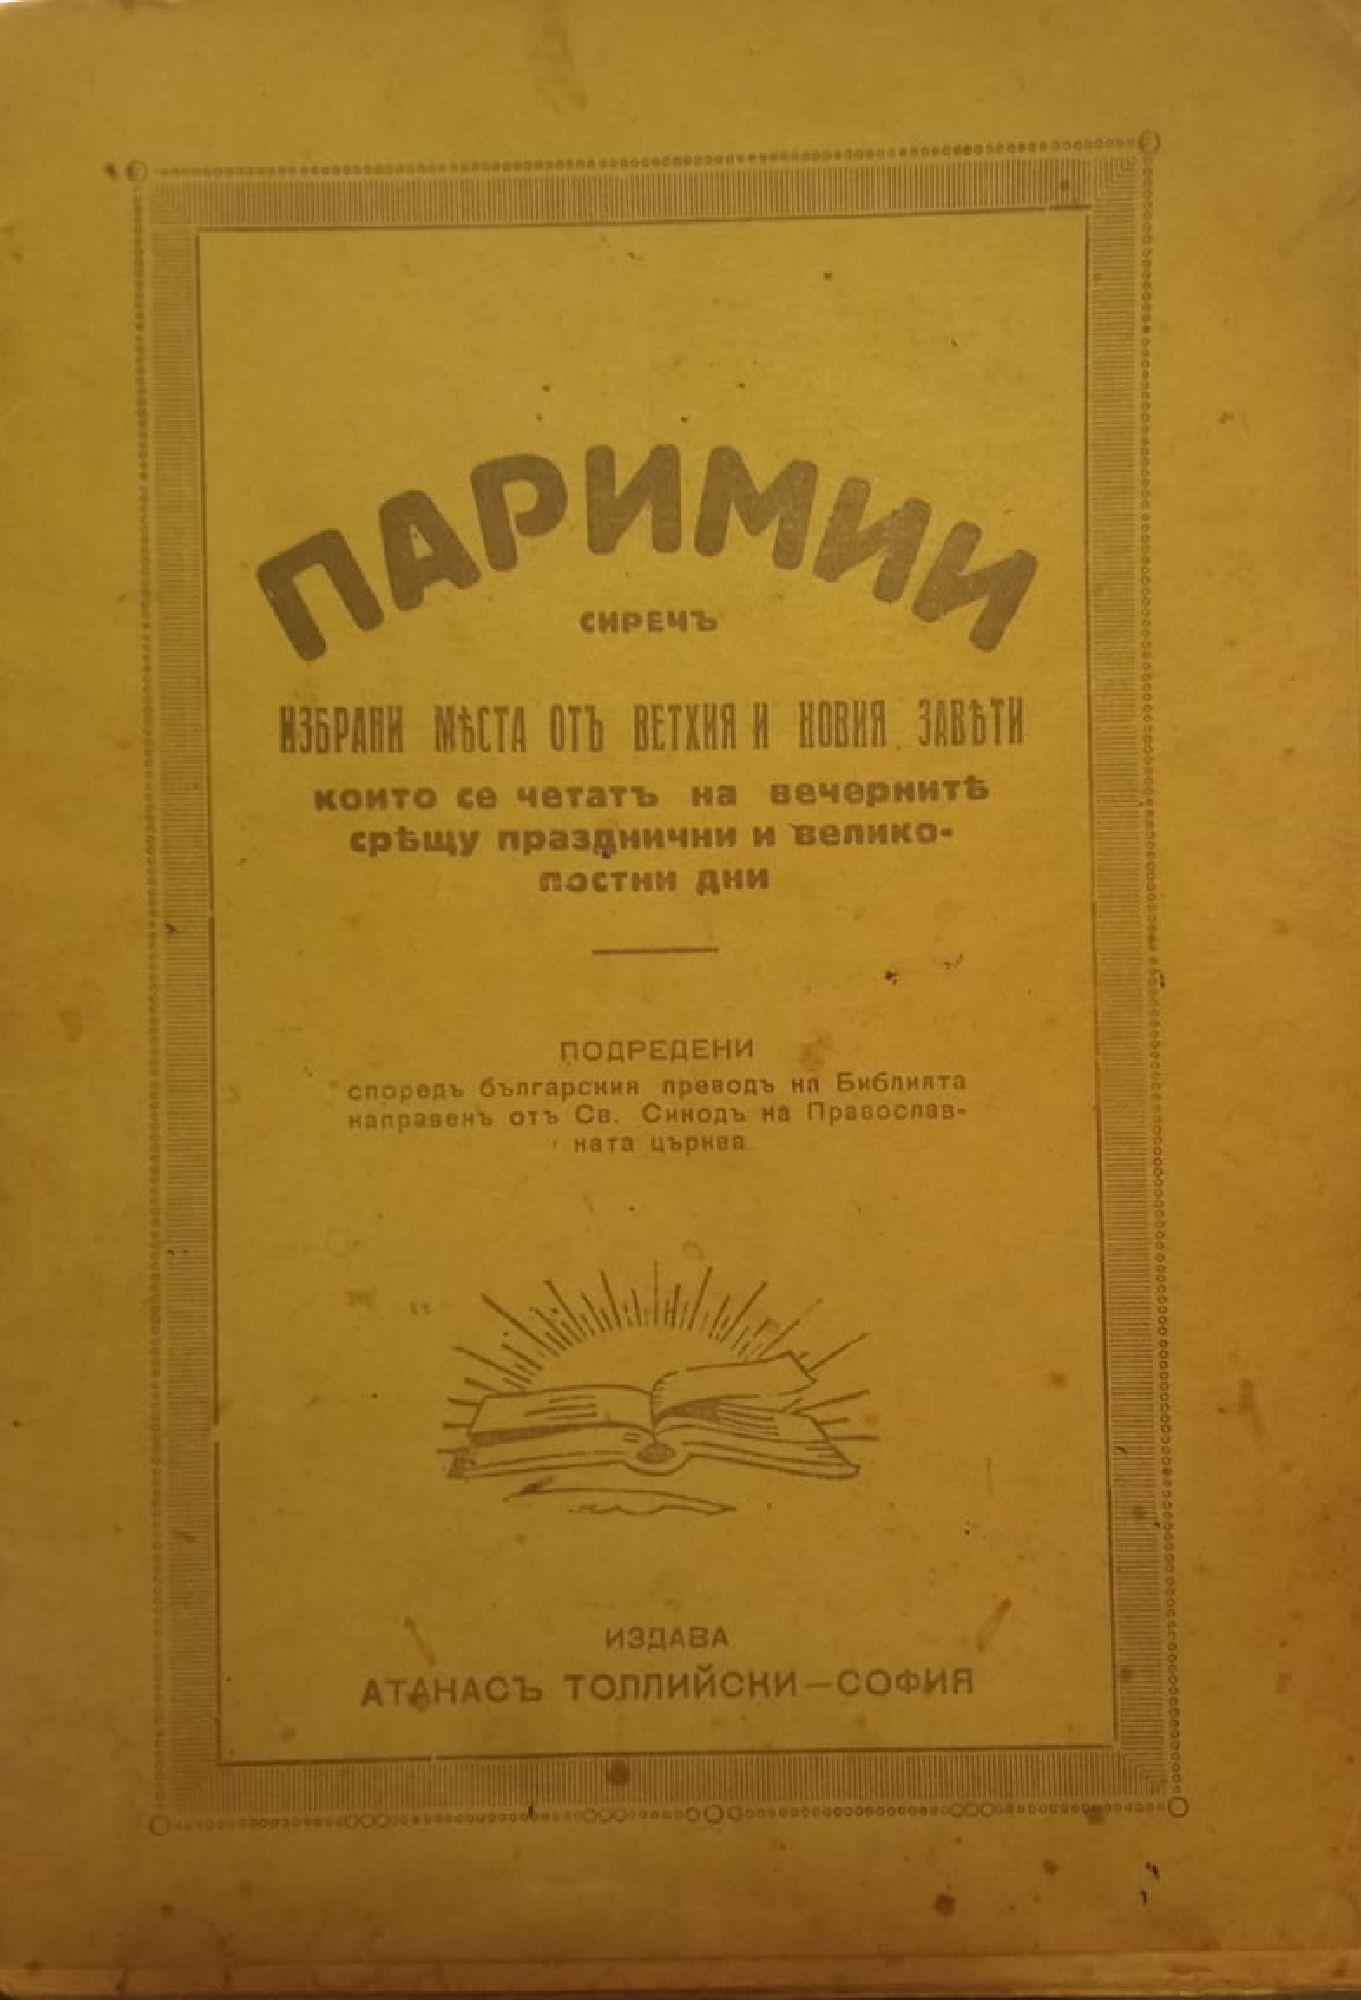 ПАРИМИИ
СИРЕЧЪ
ИЗБРАНИ МѢСТА ОТЪ ВЕТХИЯ И НОВИЯ ЗАВѢТИ
които се четатъ на вечернитѣ
срѣщу празднични и велико-
постни дни
ПОДРЕДЕНИ
споредъ българския преводъ на Библията
направенъ отъ Св. Синодъ на Православ-
ната църква
ИЗДАВА
АТАНАСЪ ТОЛЛИЙСКИ—СОФИЯ